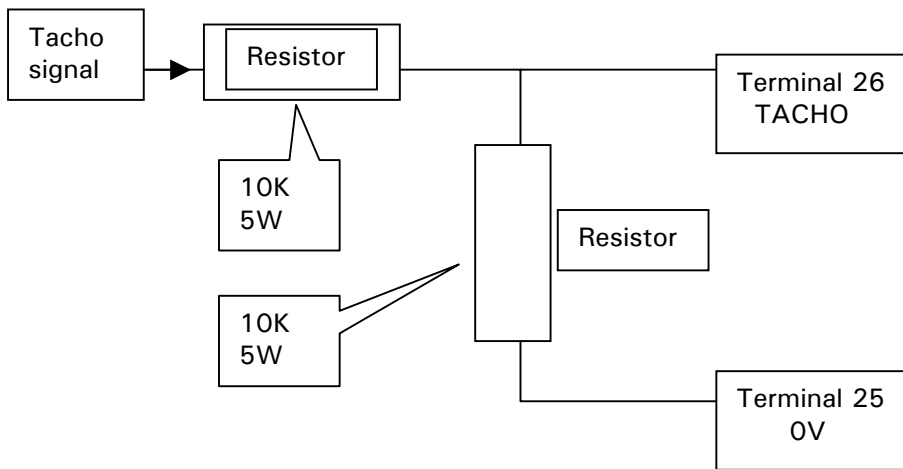 Tacho
signal
Resistor
Terminal 26
TACHO
10K
5W
Resistor
10K
5W
Terminal 25
0V